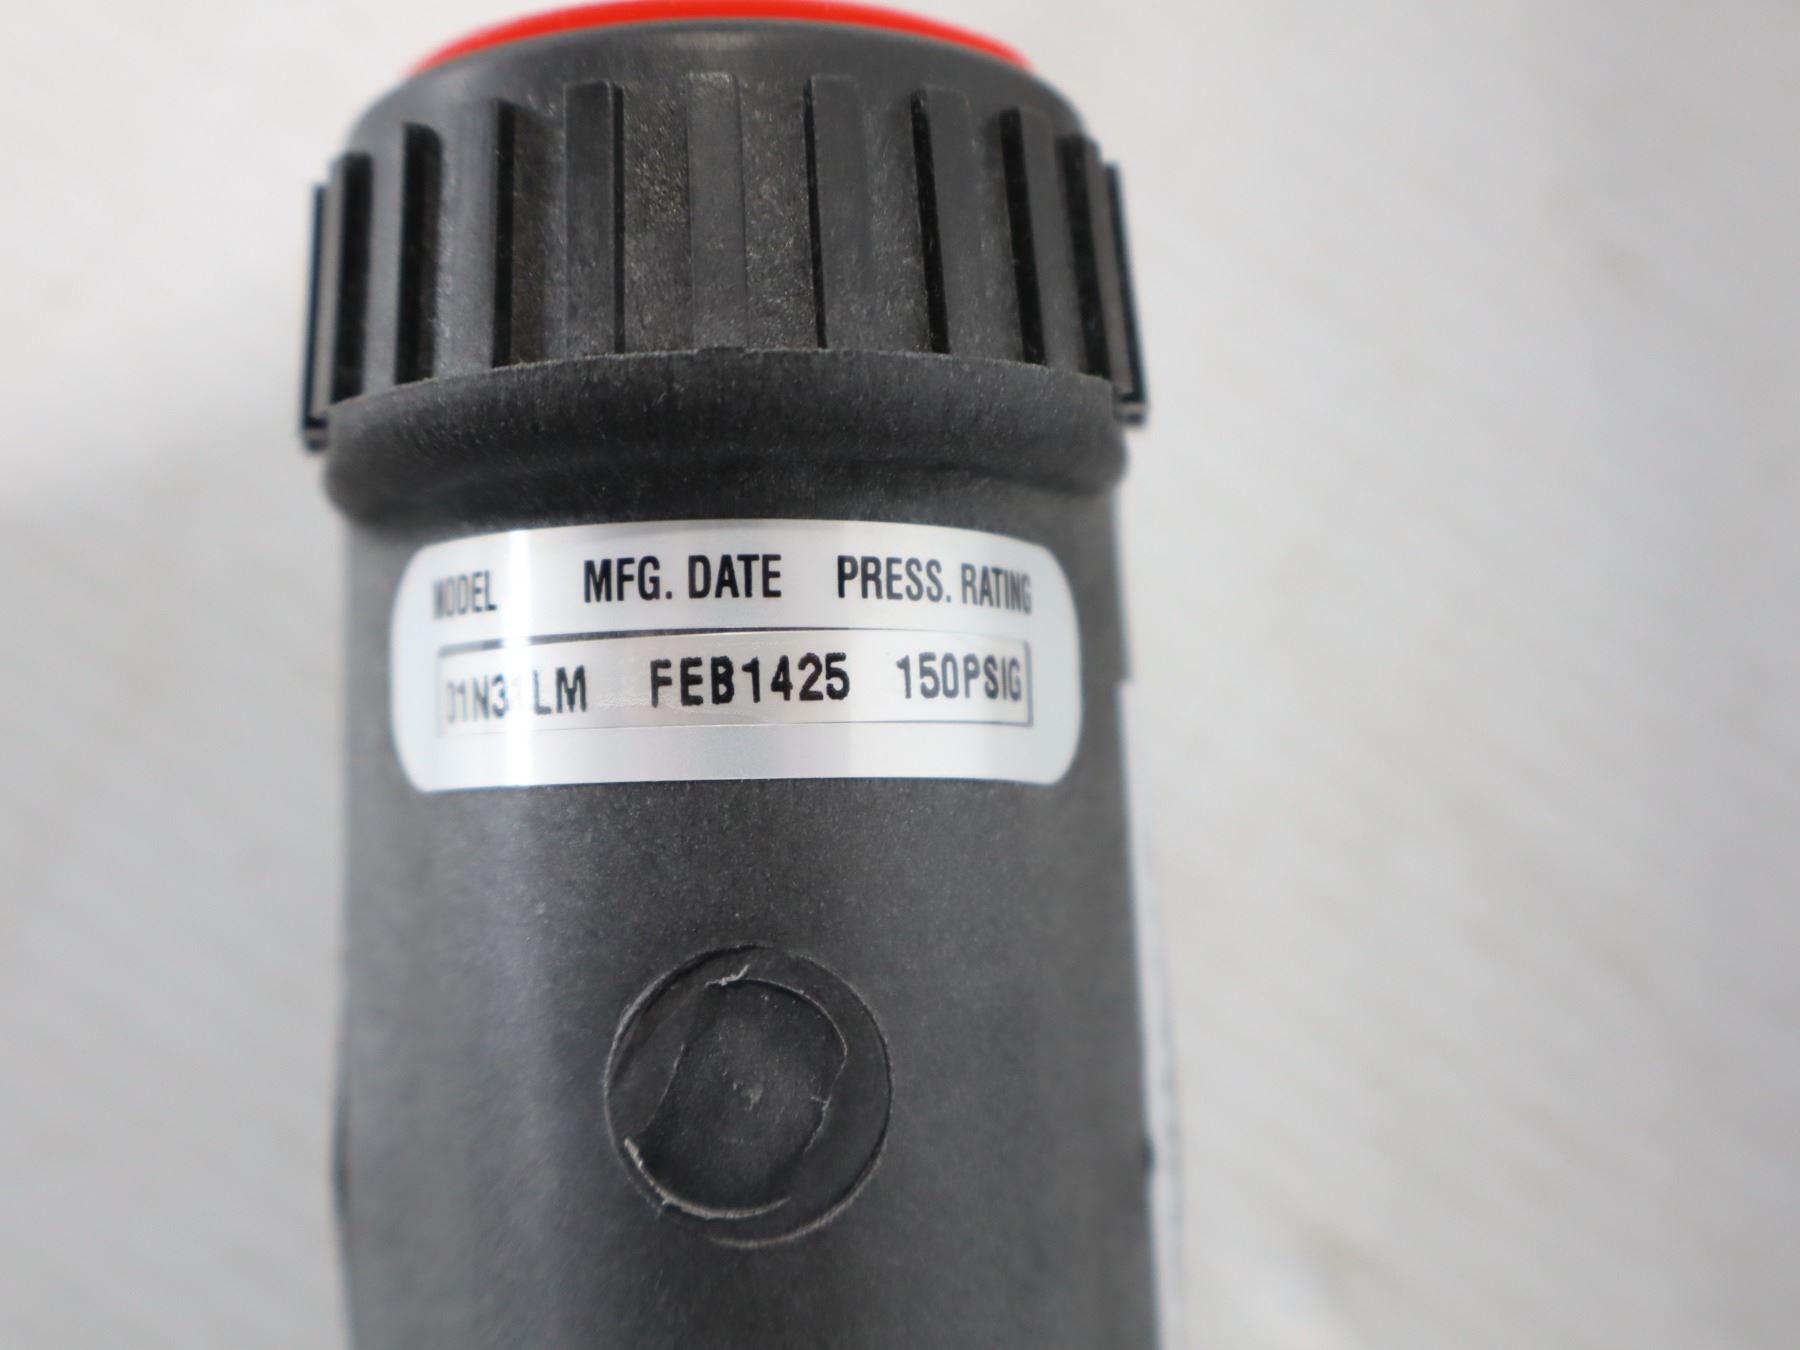 MODEL MFG. DATE PRESS. RATING
FEB1425 150PSIG